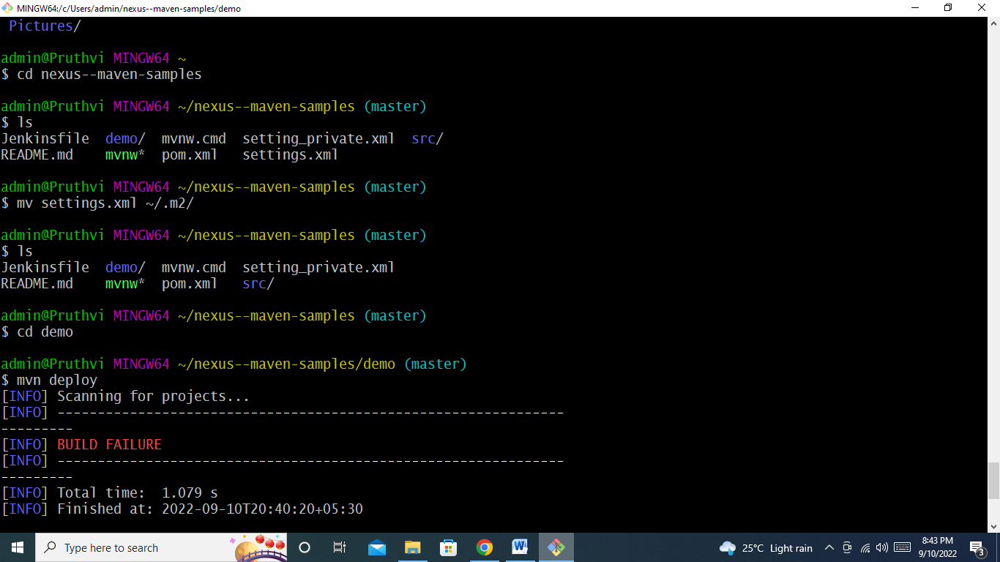 MINGW64:/c/Users/admin/nexus--maven-samples/demo
Pictures/
admin@Pruthvi MINGW64 ~
$ cd nexus--maven-samples
admin@Pruthvi MINGW64 ~/nexus--maven-samples (master)
$ ls
Jenkinsfile  demo/  mvnw.cmd  setting_private.xml  src/
README.md    mvnw*  pom.xml   settings.xml
admin@Pruthvi MINGW64 ~/nexus--maven-samples (master)
$ mv settings.xml ~/.m2/
admin@Pruthvi MINGW64 ~/nexus--maven-samples (master)
$ ls
Jenkinsfile  demo/  mvnw.cmd  setting_private.xml
README.md    mvnw*  pom.xml   src/
admin@Pruthvi MINGW64 ~/nexus--maven-samples (master)
$ cd demo
admin@Pruthvi MINGW64 ~/nexus--maven-samples/demo (master)
$ mvn deploy
[INFO] Scanning for projects...
[INFO] ---------------------------------------------------------------
---------
[INFO] BUILD FAILURE
[INFO] ---------------------------------------------------------------
---------
[INFO] Total time:  1.079 s
[INFO] Finished at: 2022-09-10T20:40:20+05:30
Type here to search
25°C Light rain
8:43 PM
9/10/2022
3